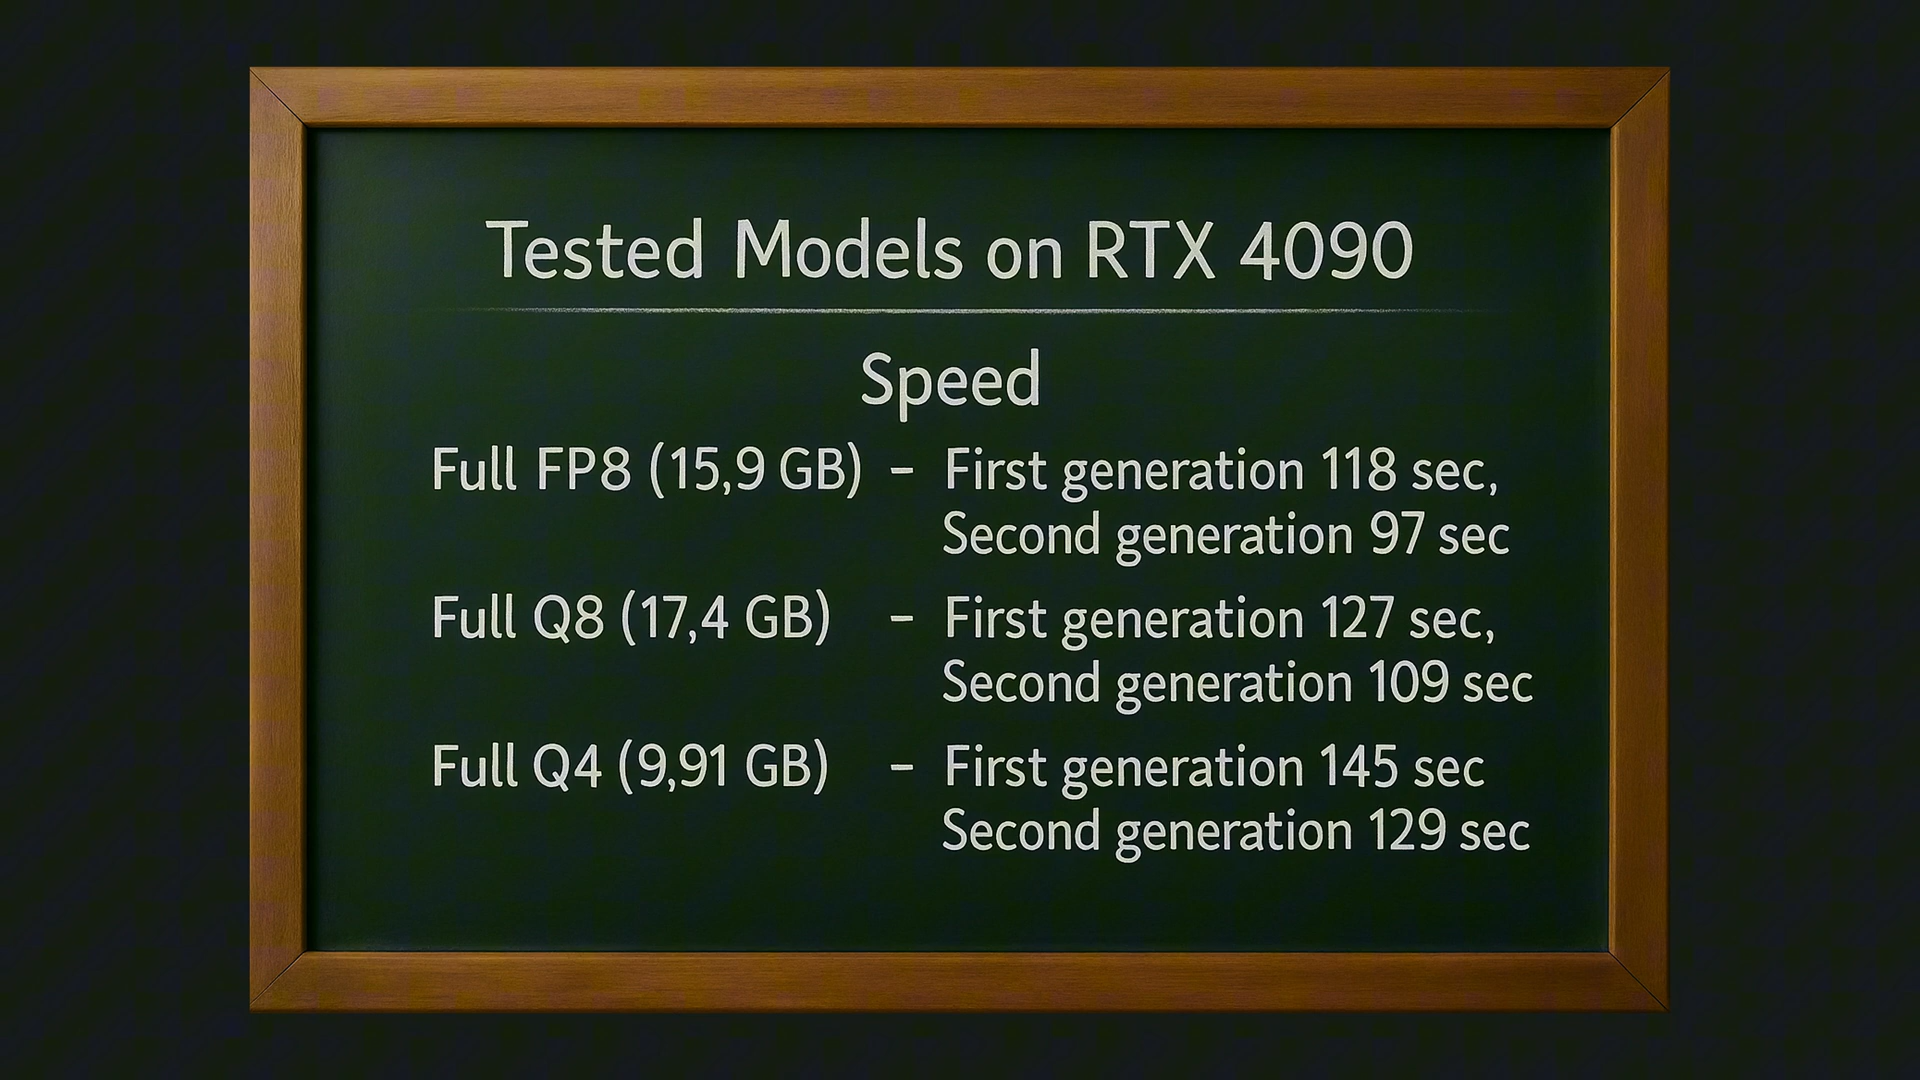 Tested Models on RTX 4090
Speed
Full FP8 (15,9 GB) - First generation 118 sec,
Second generation 97 sec
Full Q8 (17,4 GB) - First generation 127 sec,
Second generation 109 sec
Full Q4 (9,91 GB) - First generation 145 sec
Second generation 129 sec